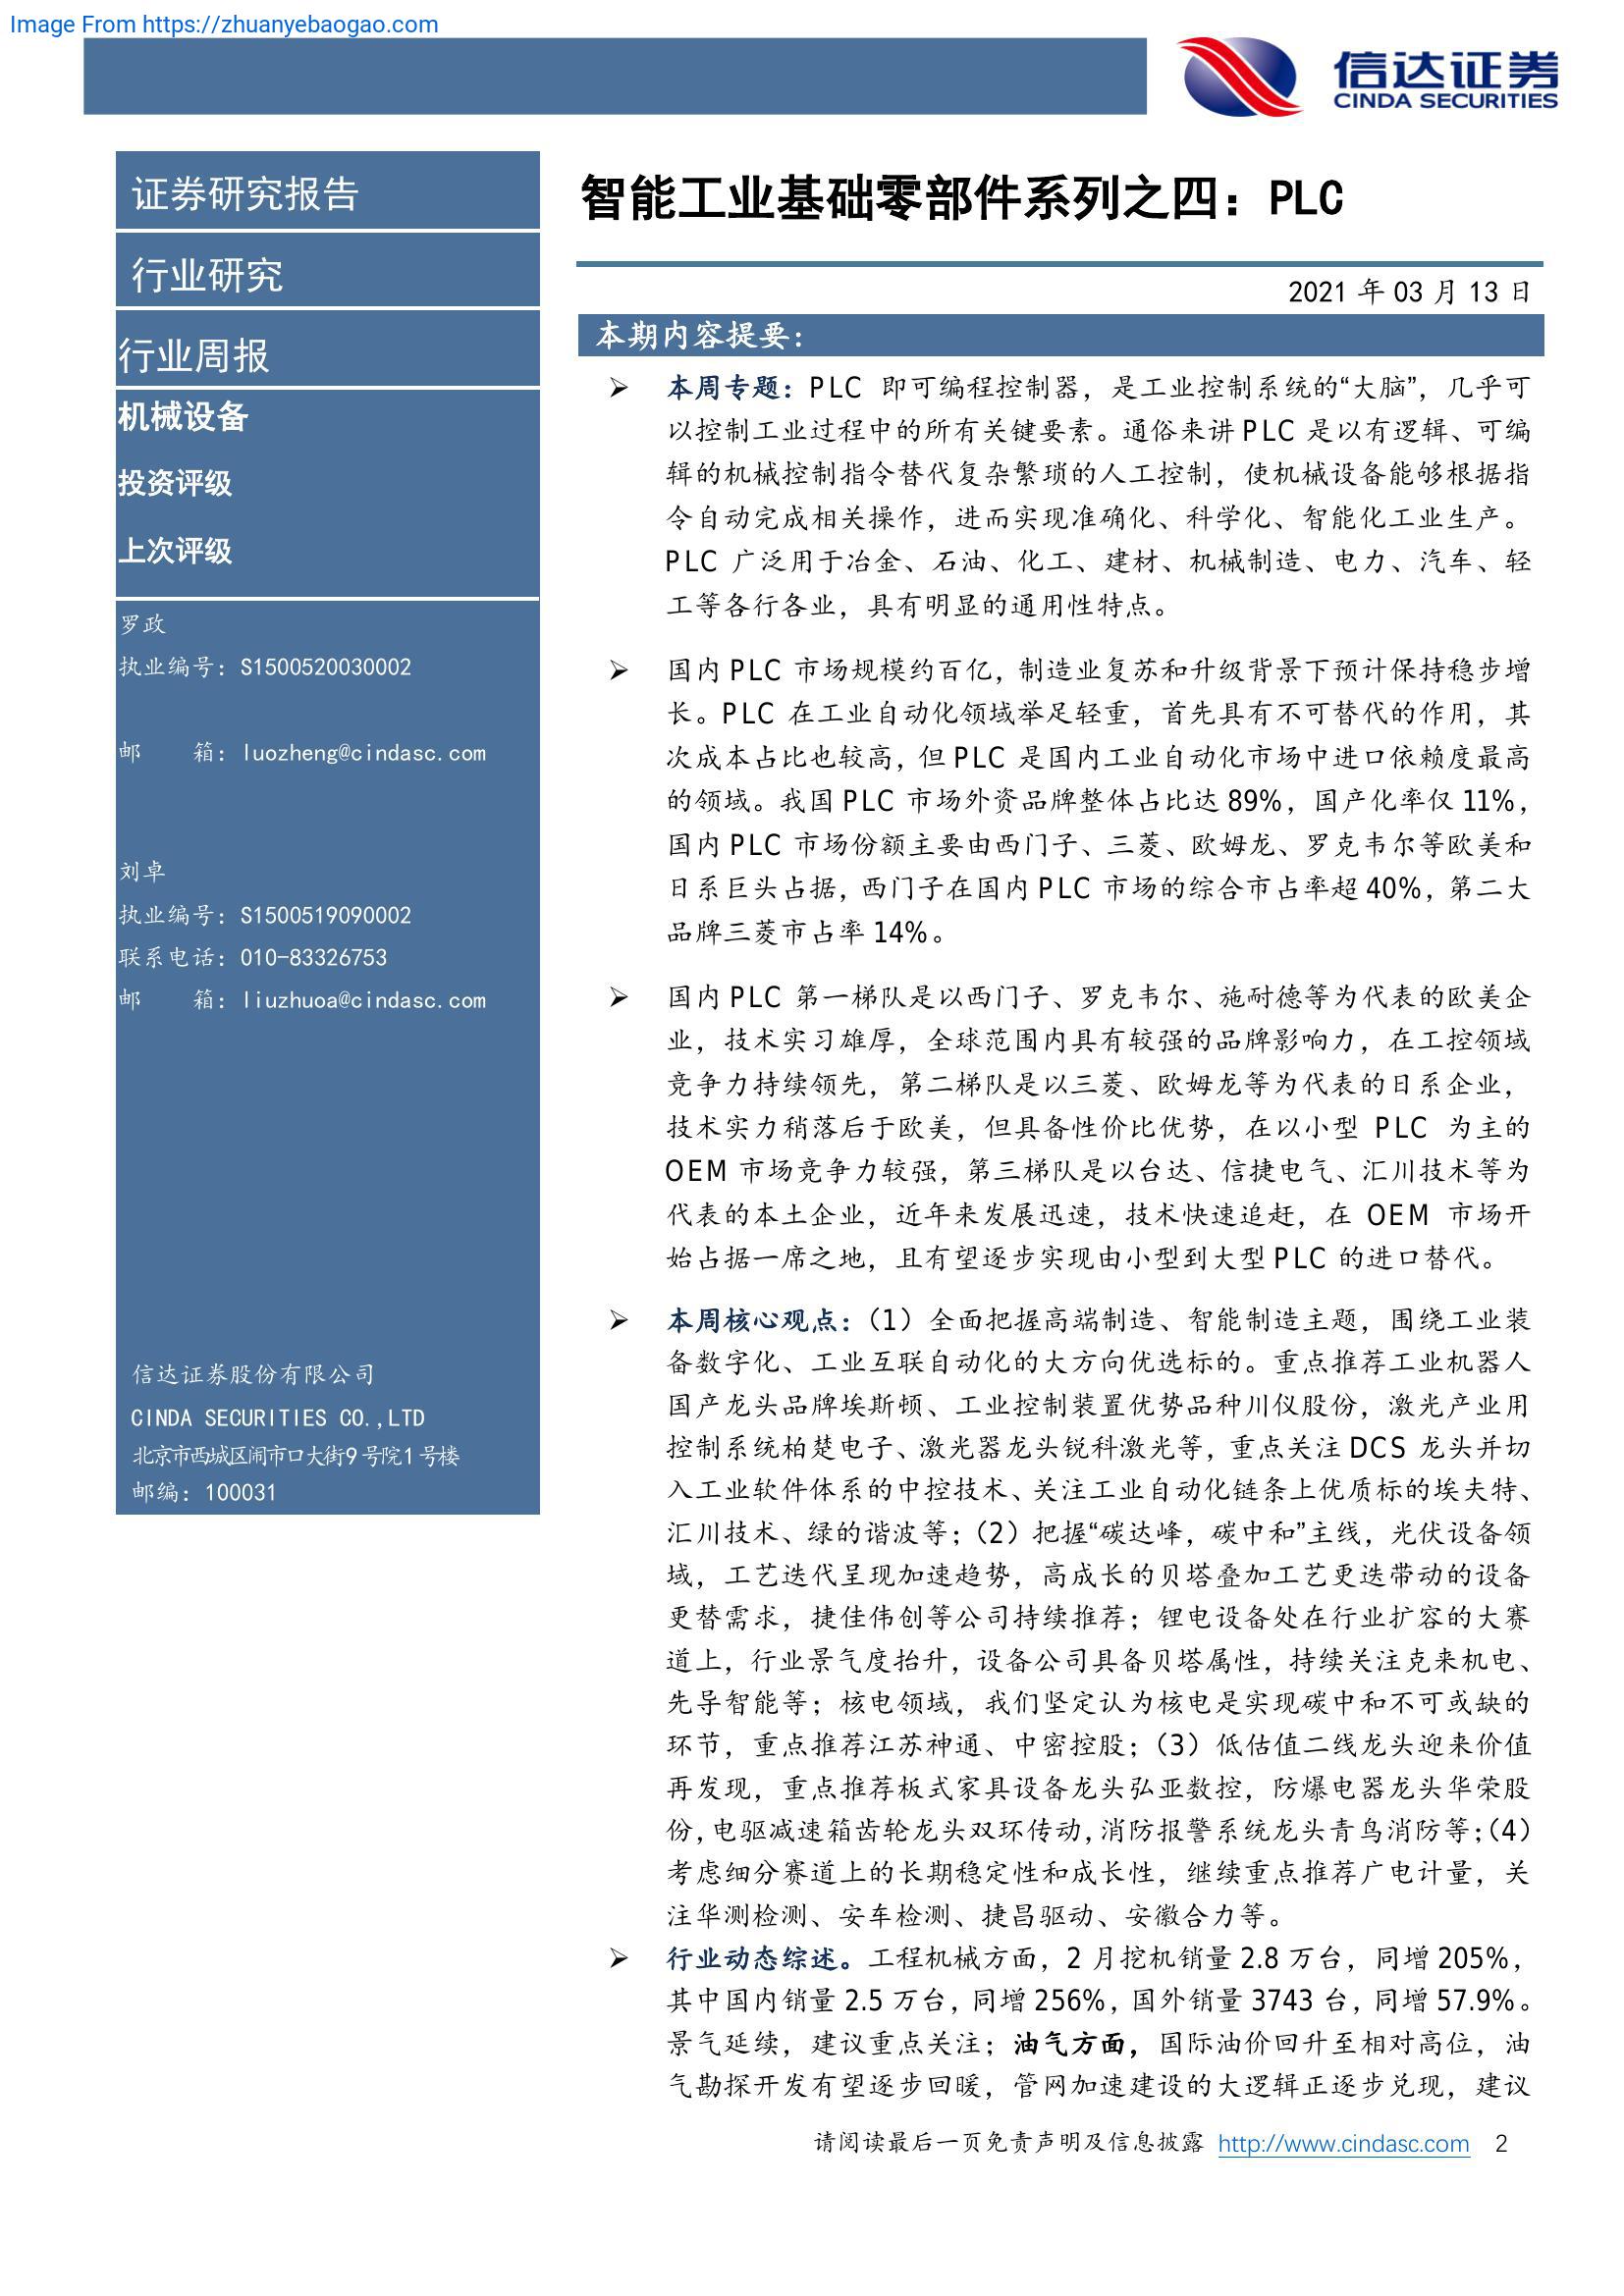 Image From https://zhuanyebaogao.com
信达证券
CINDA SECURITIES
证券研究报告
行业研究
行业周报
机械设备
投资评级
上次评级
罗政
执业编号：S1500520030002
邮 箱：luozheng@cindasc.com
刘卓
执业编号：S1500519090002
联系电话：010-83326753
邮 箱：liuzhuoa@cindasc.com
信达证券股份有限公司
CINDA SECURITIES CO.,LTD
北京市西城区闹市口大街9号院1号楼
邮编：100031
智能工业基础零部件系列之四：PLC
2021 年 03 月 13 日
本期内容提要：
➢ 本周专题：PLC 即可编程控制器，是工业控制系统的“大脑”，几乎可
以控制工业过程中的所有关键要素。通俗来讲 PLC 是以有逻辑、可编
辑的机械控制指令替代复杂繁琐的人工控制，使机械设备能够根据指
令自动完成相关操作，进而实现准确化、科学化、智能化工业生产。
PLC 广泛用于冶金、石油、化工、建材、机械制造、电力、汽车、轻
工等各行各业，具有明显的通用性特点。
➢ 国内 PLC 市场规模约百亿，制造业复苏和升级背景下预计保持稳步增
长。PLC 在工业自动化领域举足轻重，首先具有不可替代的作用，其
次成本占比也较高，但 PLC 是国内工业自动化市场中进口依赖度最高
的领域。我国 PLC 市场外资品牌整体占比达 89%，国产化率仅 11%，
国内 PLC 市场份额主要由西门子、三菱、欧姆龙、罗克韦尔等欧美和
日系巨头占据，西门子在国内 PLC 市场的综合市占率超 40%，第二大
品牌三菱市占率 14%。
➢ 国内 PLC 第一梯队是以西门子、罗克韦尔、施耐德等为代表的欧美企
业，技术实习雄厚，全球范围内具有较强的品牌影响力，在工控领域
竞争力持续领先，第二梯队是以三菱、欧姆龙等为代表的日系企业，
技术实力稍落后于欧美，但具备性价比优势，在以小型 PLC 为主的
OEM 市场竞争力较强，第三梯队是以台达、信捷电气、汇川技术等为
代表的本土企业，近年来发展迅速，技术快速追赶，在 OEM 市场开
始占据一席之地，且有望逐步实现由小型到大型 PLC 的进口替代。
➢ 本周核心观点：（1）全面把握高端制造、智能制造主题，围绕工业装
备数字化、工业互联自动化的大方向优选标的。重点推荐工业机器人
国产龙头品牌埃斯顿、工业控制装置优势品种川仪股份，激光产业用
控制系统柏楚电子、激光器龙头锐科激光等，重点关注 DCS 龙头并切
入工业软件体系的中控技术、关注工业自动化链条上优质标的埃夫特、
汇川技术、绿的谐波等；（2）把握“碳达峰，碳中和”主线，光伏设备领
域，工艺迭代呈现加速趋势，高成长的贝塔叠加工艺更迭带动的设备
更替需求，捷佳伟创等公司持续推荐；锂电设备处在行业扩容的大赛
道上，行业景气度抬升，设备公司具备贝塔属性，持续关注克来机电、
先导智能等；核电领域，我们坚定认为核电是实现碳中和不可或缺的
环节，重点推荐江苏神通、中密控股；（3）低估值二线龙头迎来价值
再发现，重点推荐板式家具设备龙头弘亚数控，防爆电器龙头华荣股
份，电驱减速箱齿轮龙头双环传动，消防报警系统龙头青鸟消防等；（4）
考虑细分赛道上的长期稳定性和成长性，继续重点推荐广电计量，关
注华测检测、安车检测、捷昌驱动、安徽合力等。
➢ 行业动态综述。工程机械方面，2 月挖机销量 2.8 万台，同增 205%，
其中国内销量 2.5 万台，同增 256%，国外销量 3743 台，同增 57.9%。
景气延续，建议重点关注；油气方面，国际油价回升至相对高位，油
气勘探开发有望逐步回暖，管网加速建设的大逻辑正逐步兑现，建议
请阅读最后一页免责声明及信息披露 http://www.cindasc.com 2